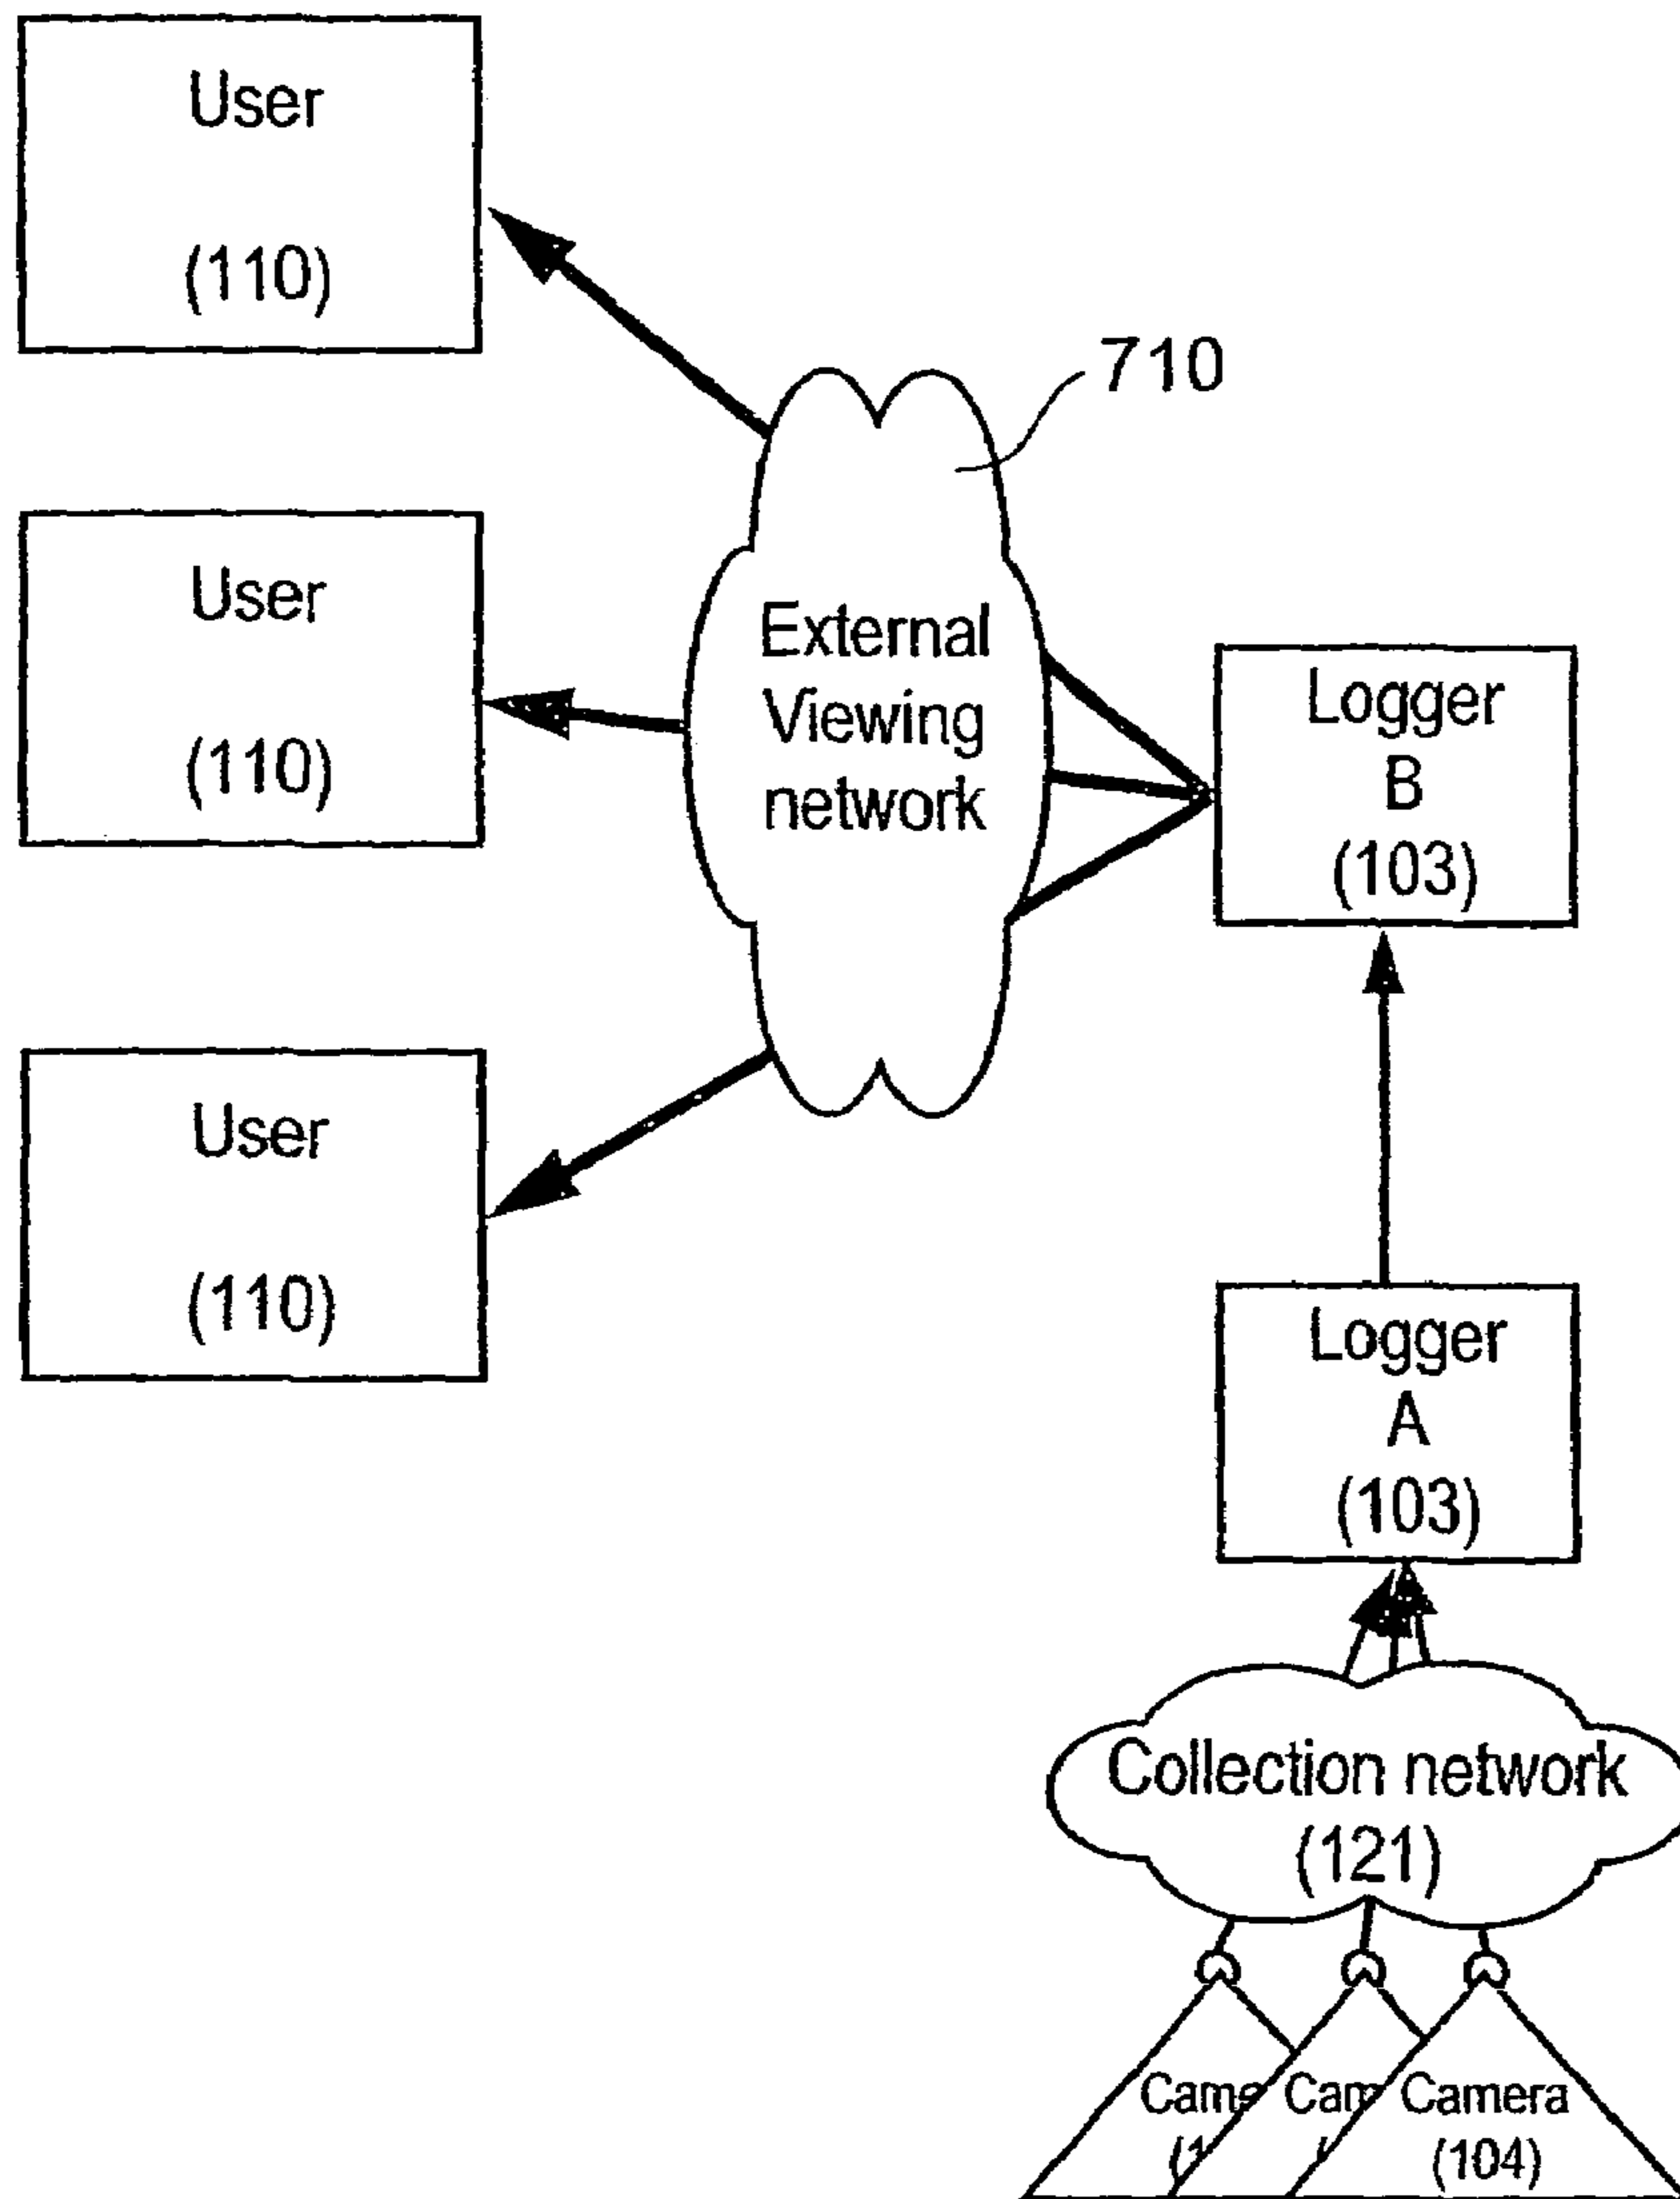 User
(110)
710
User
(110)
External
Viewing
network
Logger
B
(103)
User
(110)
Logger
A
(103)
Collection network
(121)
Camera
(104)